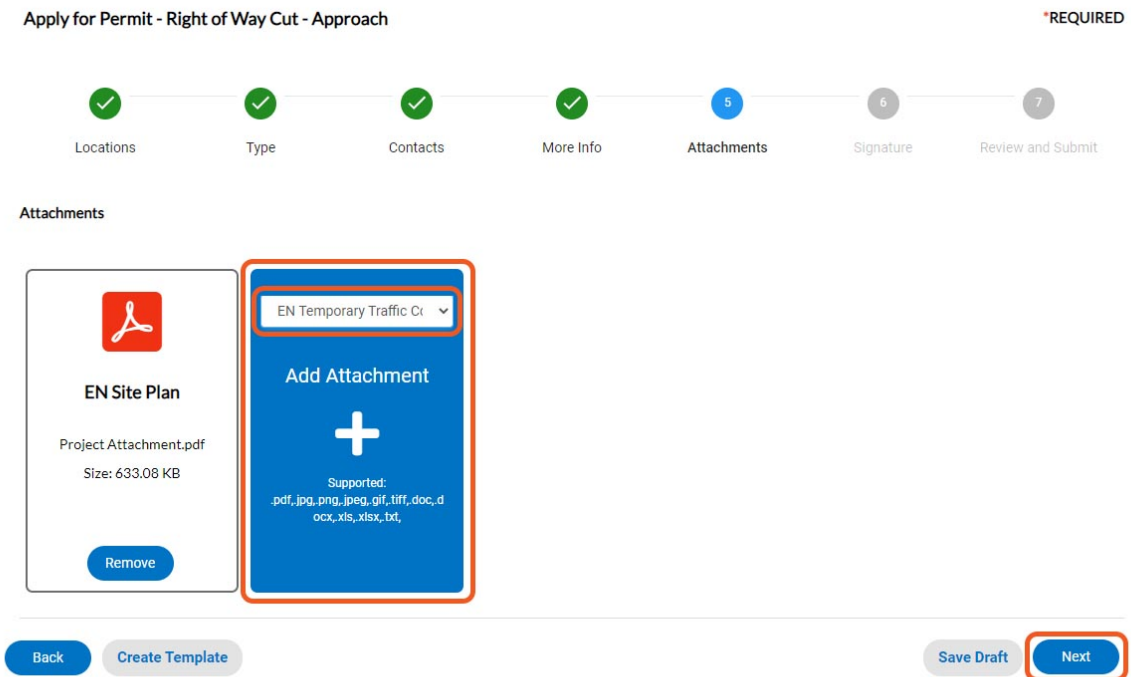 Apply for Permit - Right of Way Cut - Approach
*REQUIRED
5
6
7
Locations
Type
Contacts
More Info
Attachments
Signature
Review and Submit
Attachments
EN Temporary Traffic Co
Add Attachment
EN Site Plan
Project Attachment.pdf
Size: 633.08 KB
Supported:
.pdf,.jpg,.png,.jpeg,.gif,.tiff,.doc,.d
ocx,.xls,.xlsx,.txt,
Remove
Back
Create Template
Save Draft
Next